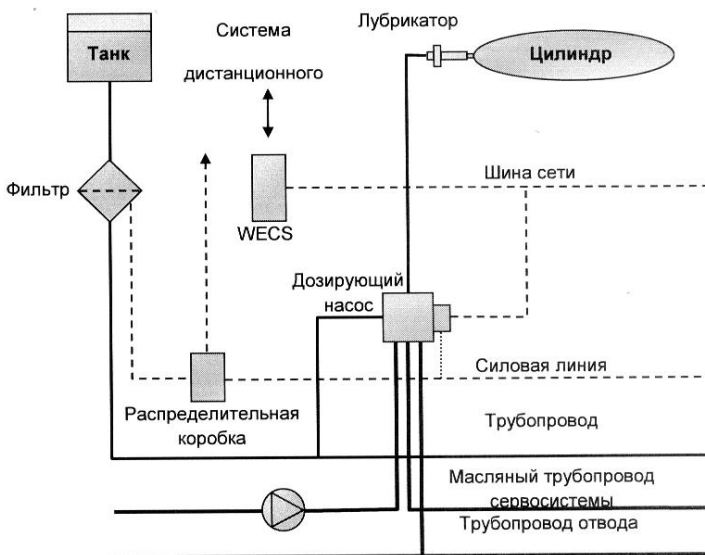 Танк
Система
дистанционного
Лубрикатор
Цилиндр
Фильтр
WECS
Шина сети
Дозирующий
насос
Силовая линия
Распределительная
коробка
Трубопровод
Масляный трубопровод
сервосистемы
Трубопровод отвода